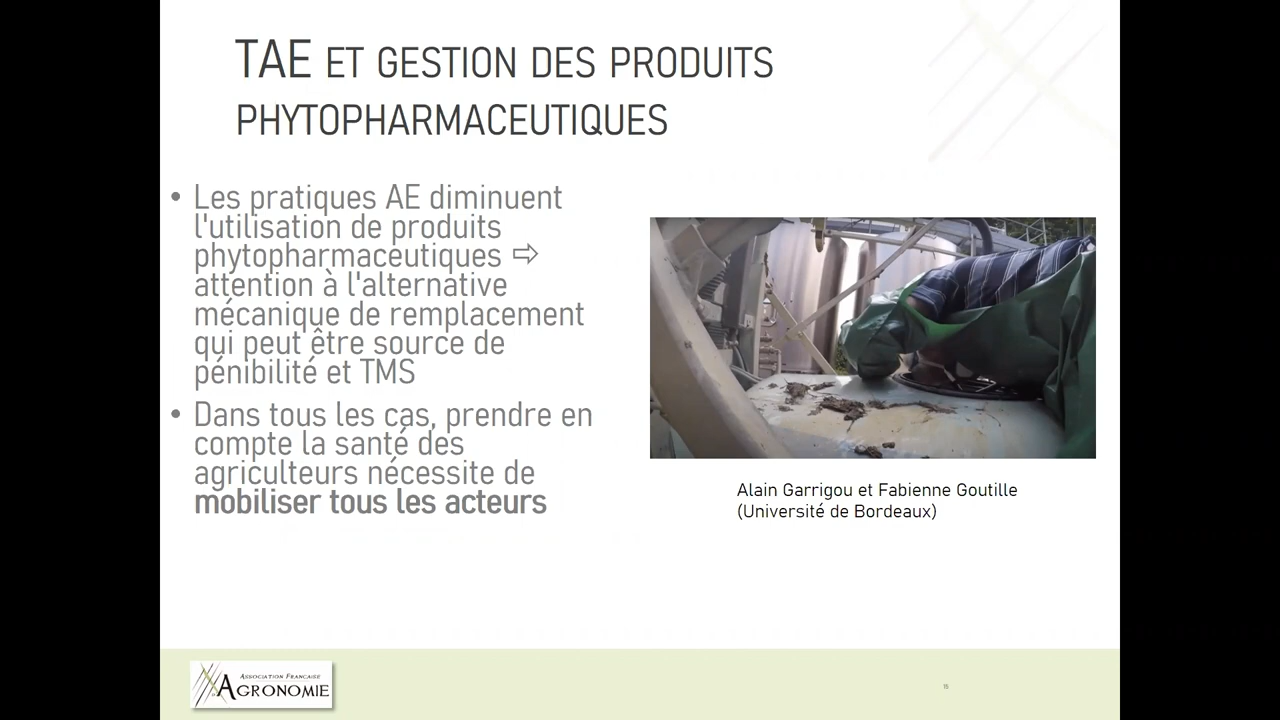 TAE ET GESTION DES PRODUITS
PHYTOPHARMACEUTIQUES
• Les pratiques AE diminuent
l'utilisation de produits
phytopharmaceutiques ⇨
attention à l'alternative
mécanique de remplacement
qui peut être source de
pénibilité et TMS
• Dans tous les cas, prendre en
compte la santé des
agriculteurs nécessite de
mobiliser tous les acteurs
Alain Garrigou et Fabienne Goutille
(Université de Bordeaux)
ASSOCIATION FRANÇAISE
AGRONOMIE